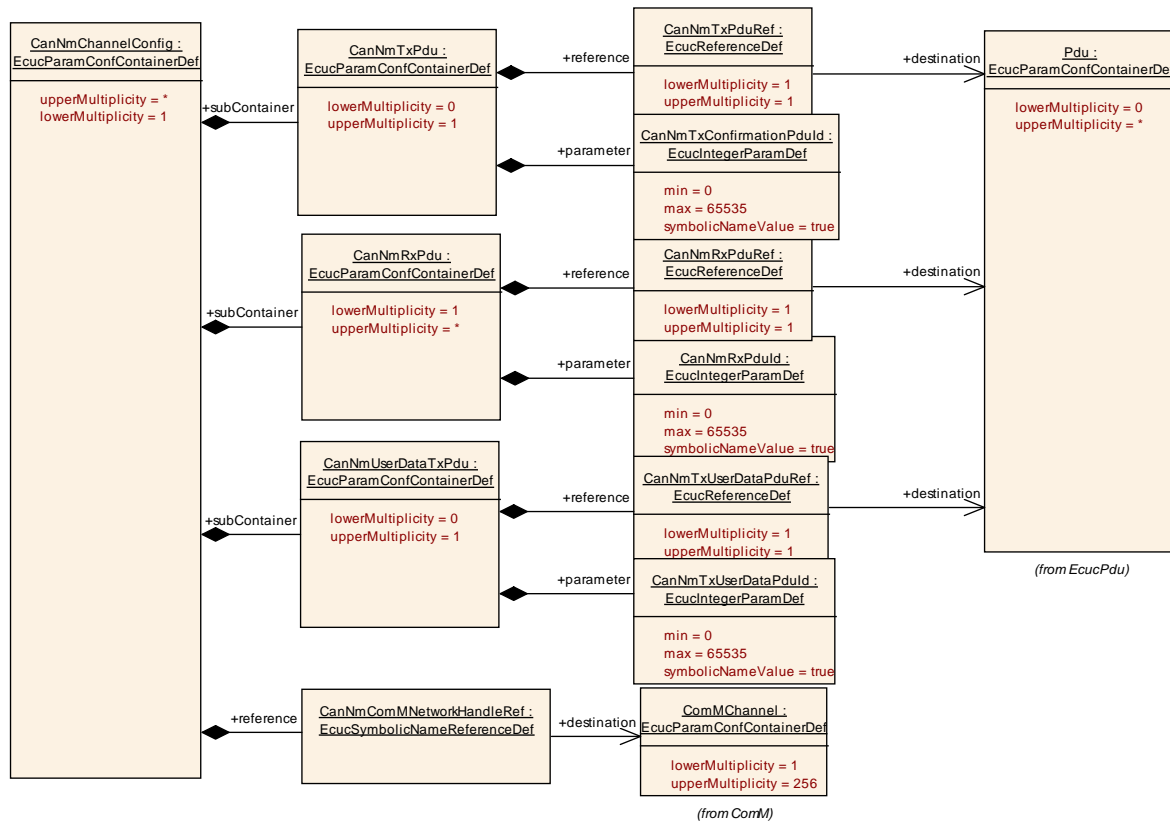 CanNmChannelConfig :
EcucParamConfContainerDef
upperMultiplicity = *
lowerMultiplicity = 1
+subContainer
CanNmTxPdu :
EcucParamConfContainerDef
lowerMultiplicity = 0
upperMultiplicity = 1
+reference
CanNmTxPduRef :
EcucReferenceDef
lowerMultiplicity = 1
upperMultiplicity = 1
+destination
Pdu :
EcucParamConfContainerDef
lowerMultiplicity = 0
upperMultiplicity = *
(from EcucPdu)
+parameter
CanNmTxConfirmationPduId :
EcucIntegerParamDef
min = 0
max = 65535
symbolicNameValue = true
+subContainer
CanNmRxPdu :
EcucParamConfContainerDef
lowerMultiplicity = 1
upperMultiplicity = *
+reference
CanNmRxPduRef :
EcucReferenceDef
lowerMultiplicity = 1
upperMultiplicity = 1
+destination
+parameter
CanNmRxPduId :
EcucIntegerParamDef
min = 0
max = 65535
symbolicNameValue = true
+subContainer
CanNmUserDataTxPdu :
EcucParamConfContainerDef
lowerMultiplicity = 0
upperMultiplicity = 1
+reference
CanNmTxUserDataPduRef :
EcucReferenceDef
lowerMultiplicity = 1
upperMultiplicity = 1
+destination
+parameter
CanNmTxUserDataPduId :
EcucIntegerParamDef
min = 0
max = 65535
symbolicNameValue = true
+reference
CanNmComMNetworkHandleRef :
EcucSymbolicNameReferenceDef
+destination
ComMChannel :
EcucParamConfContainerDef
lowerMultiplicity = 1
upperMultiplicity = 256
(from ComM)